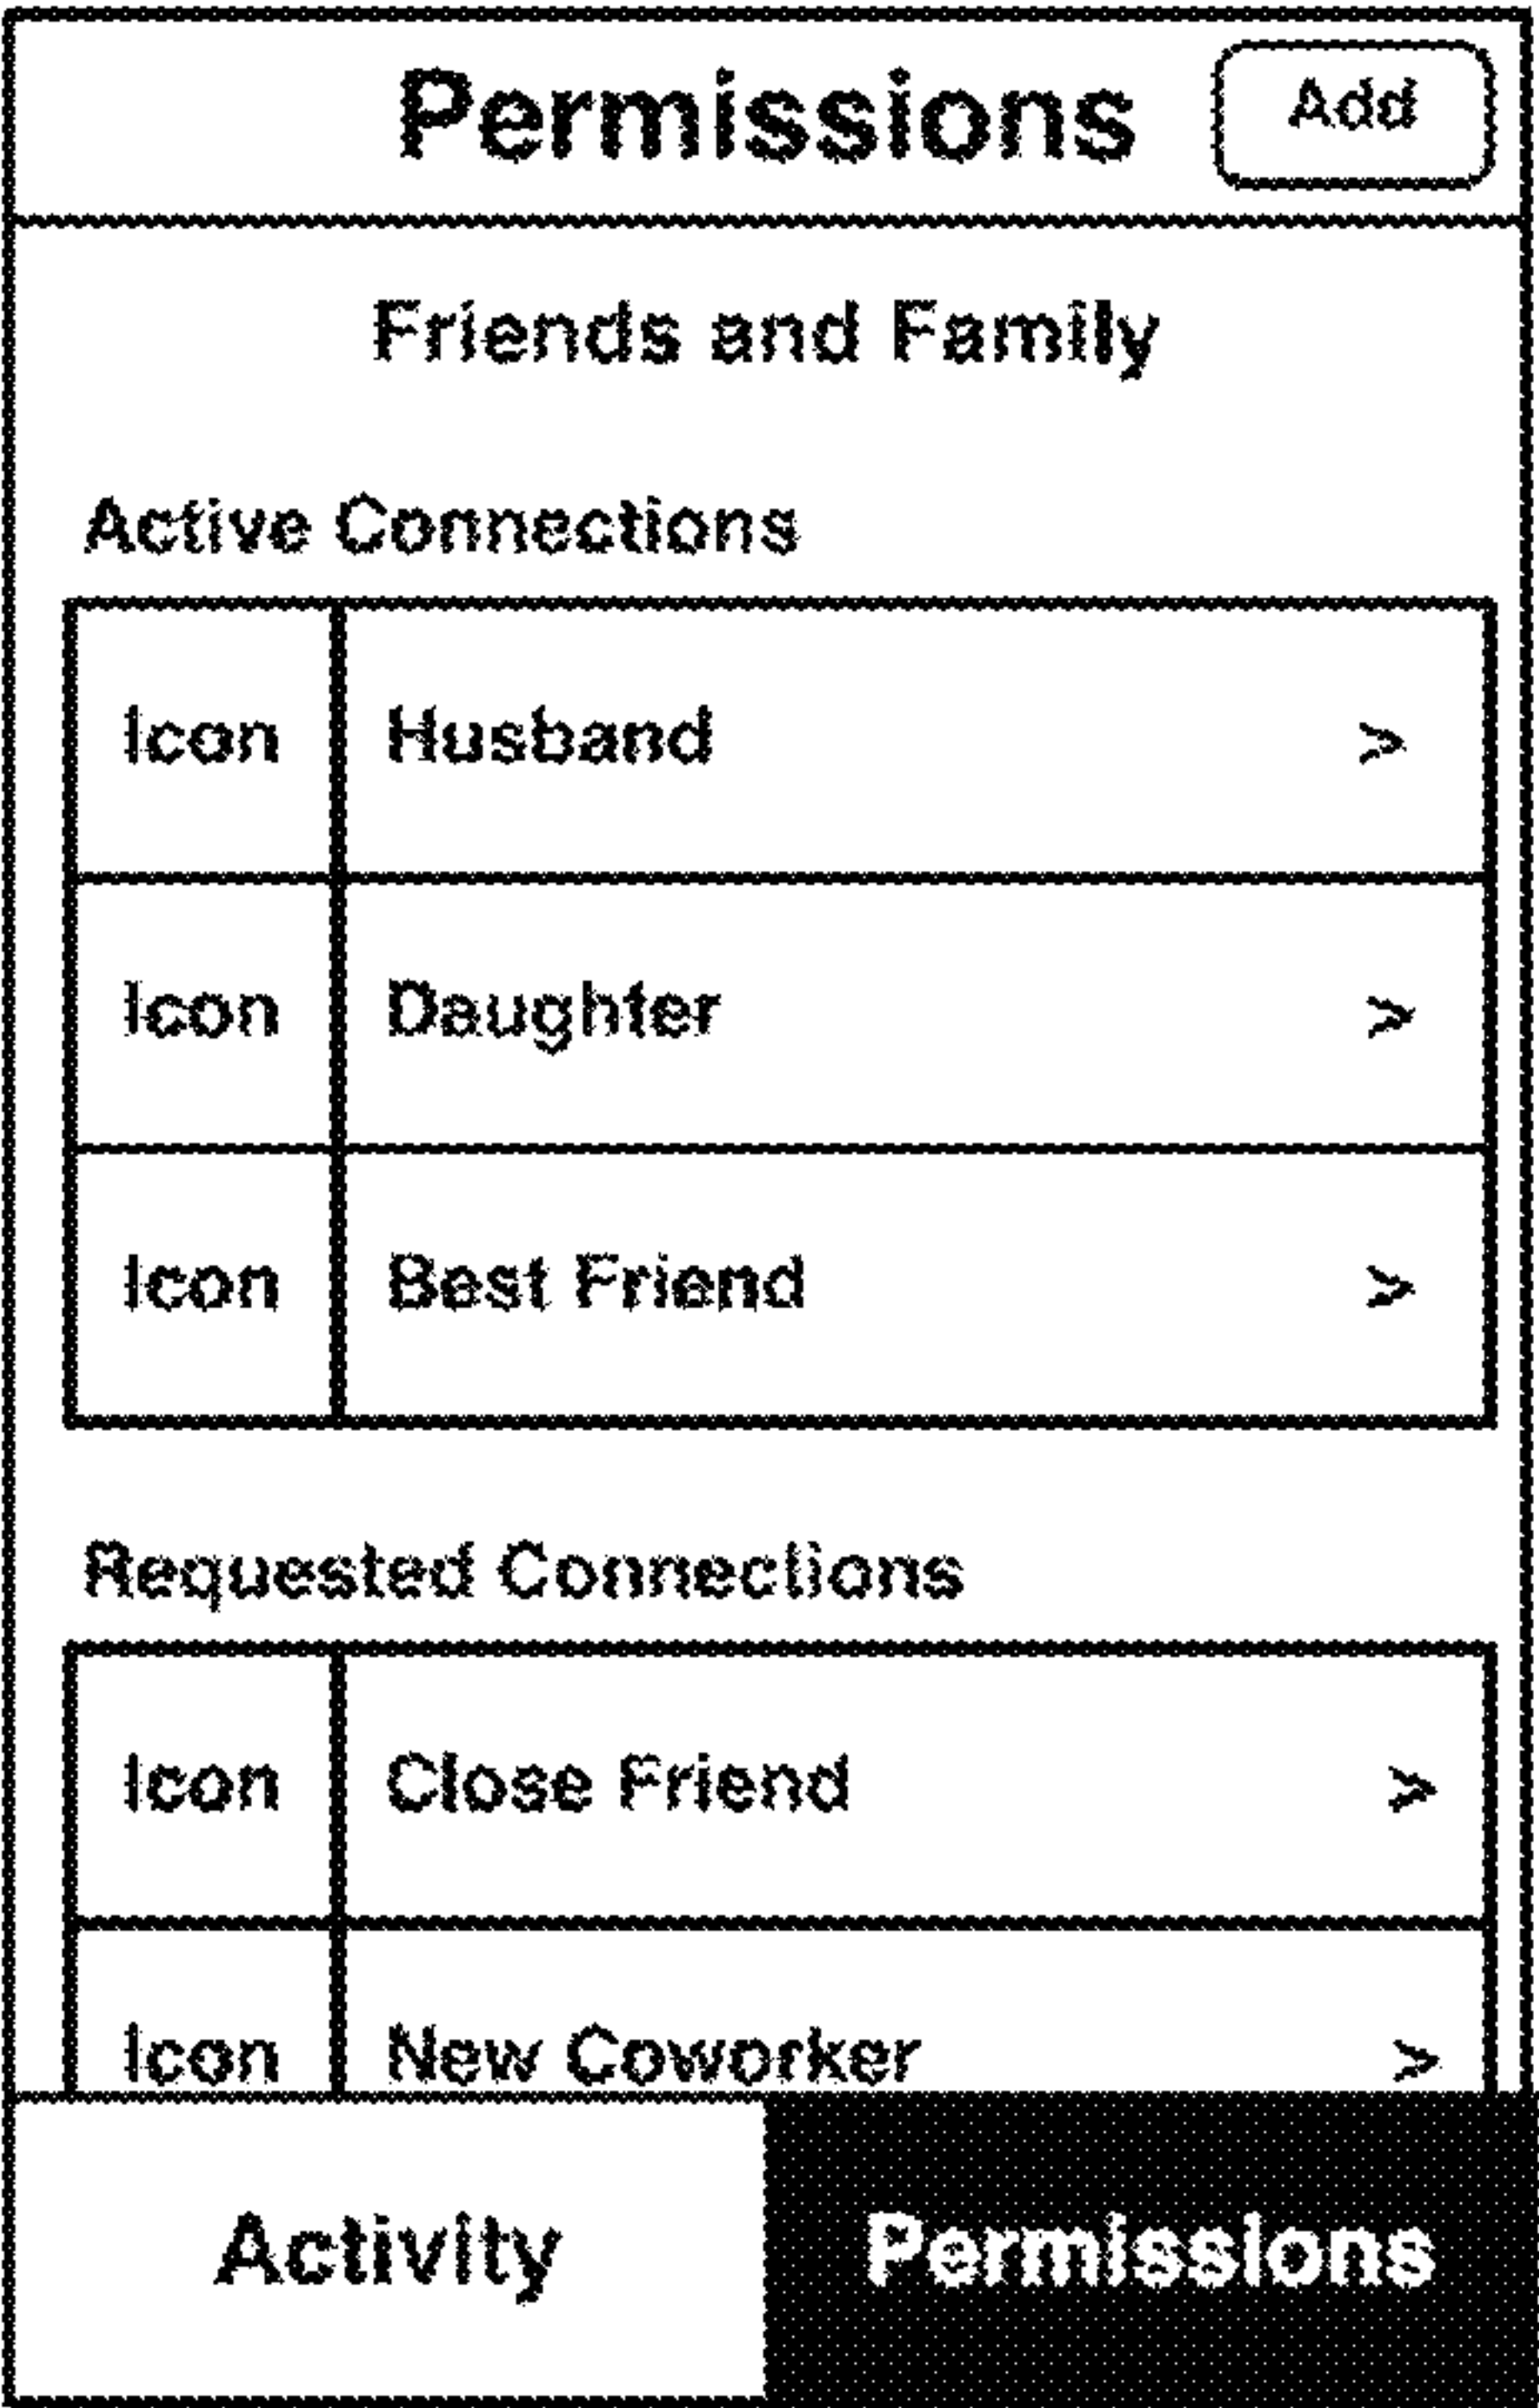 Permissions Add
Friends and Family
Active Connections
Icon Husband >
Icon Daughter >
Icon Best Friend >
Requested Connections
Icon Close Friend >
Icon New Coworker >
Activity Permissions